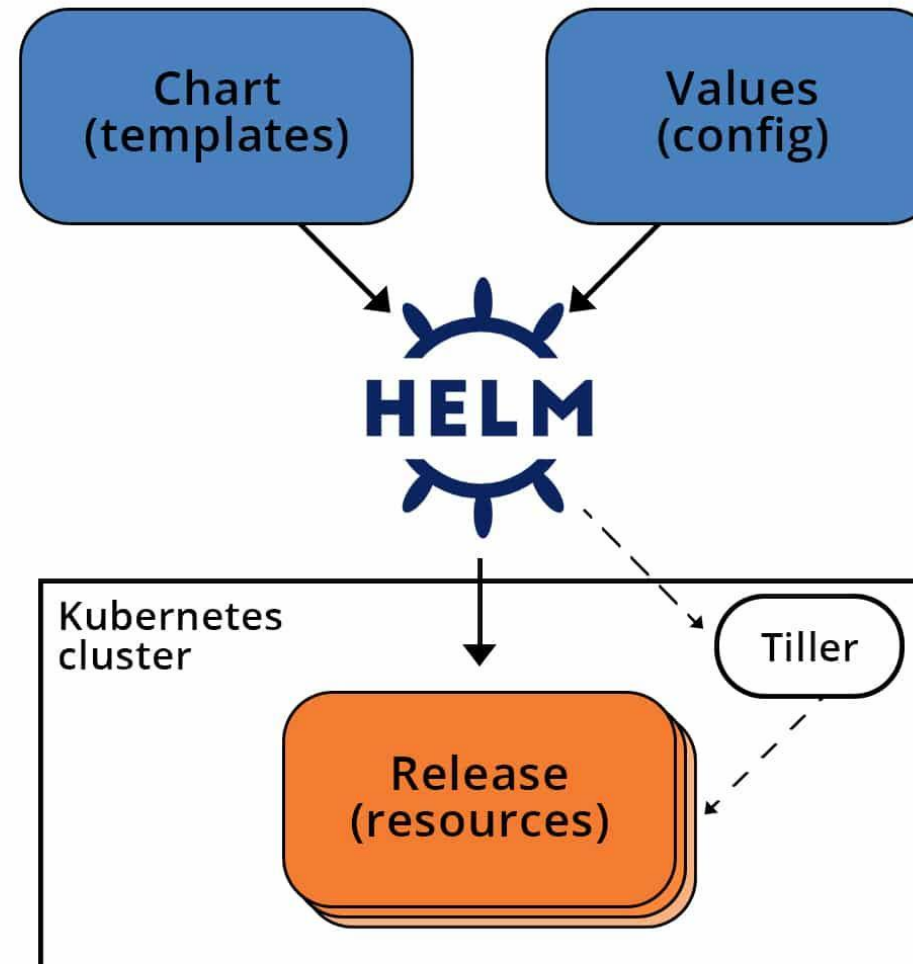 Chart
(templates)
Values
(config)
HELM
Kubernetes
cluster
Tiller
Release
(resources)